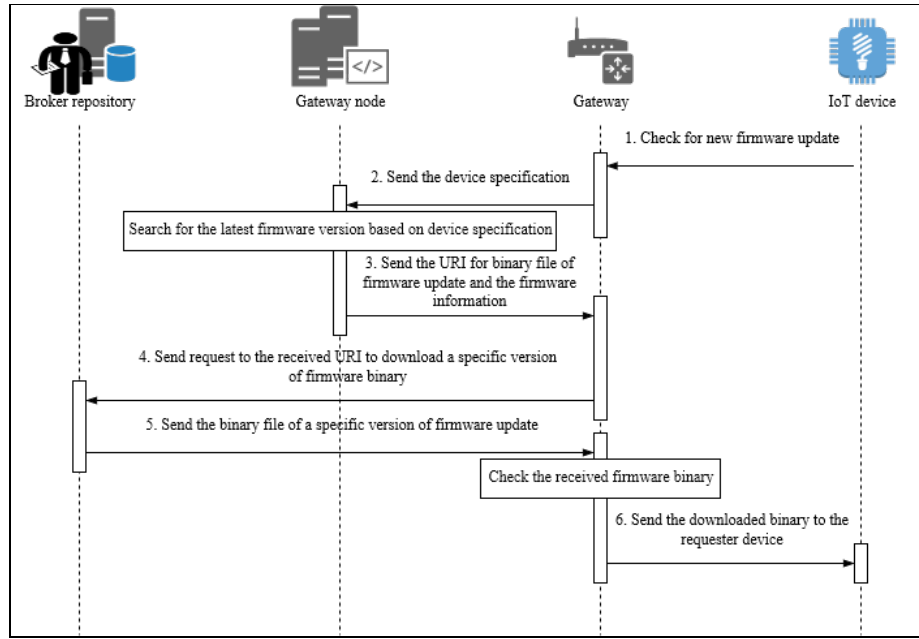 Broker repository
Gateway node
</>
Gateway
IoT device
1. Check for new firmware update
2. Send the device specification
Search for the latest firmware version based on device specification
3. Send the URI for binary file of
firmware update and the firmware
information
4. Send request to the received URI to download a specific version
of firmware binary
5. Send the binary file of a specific version of firmware update
Check the received firmware binary
6. Send the downloaded binary to the
requester device